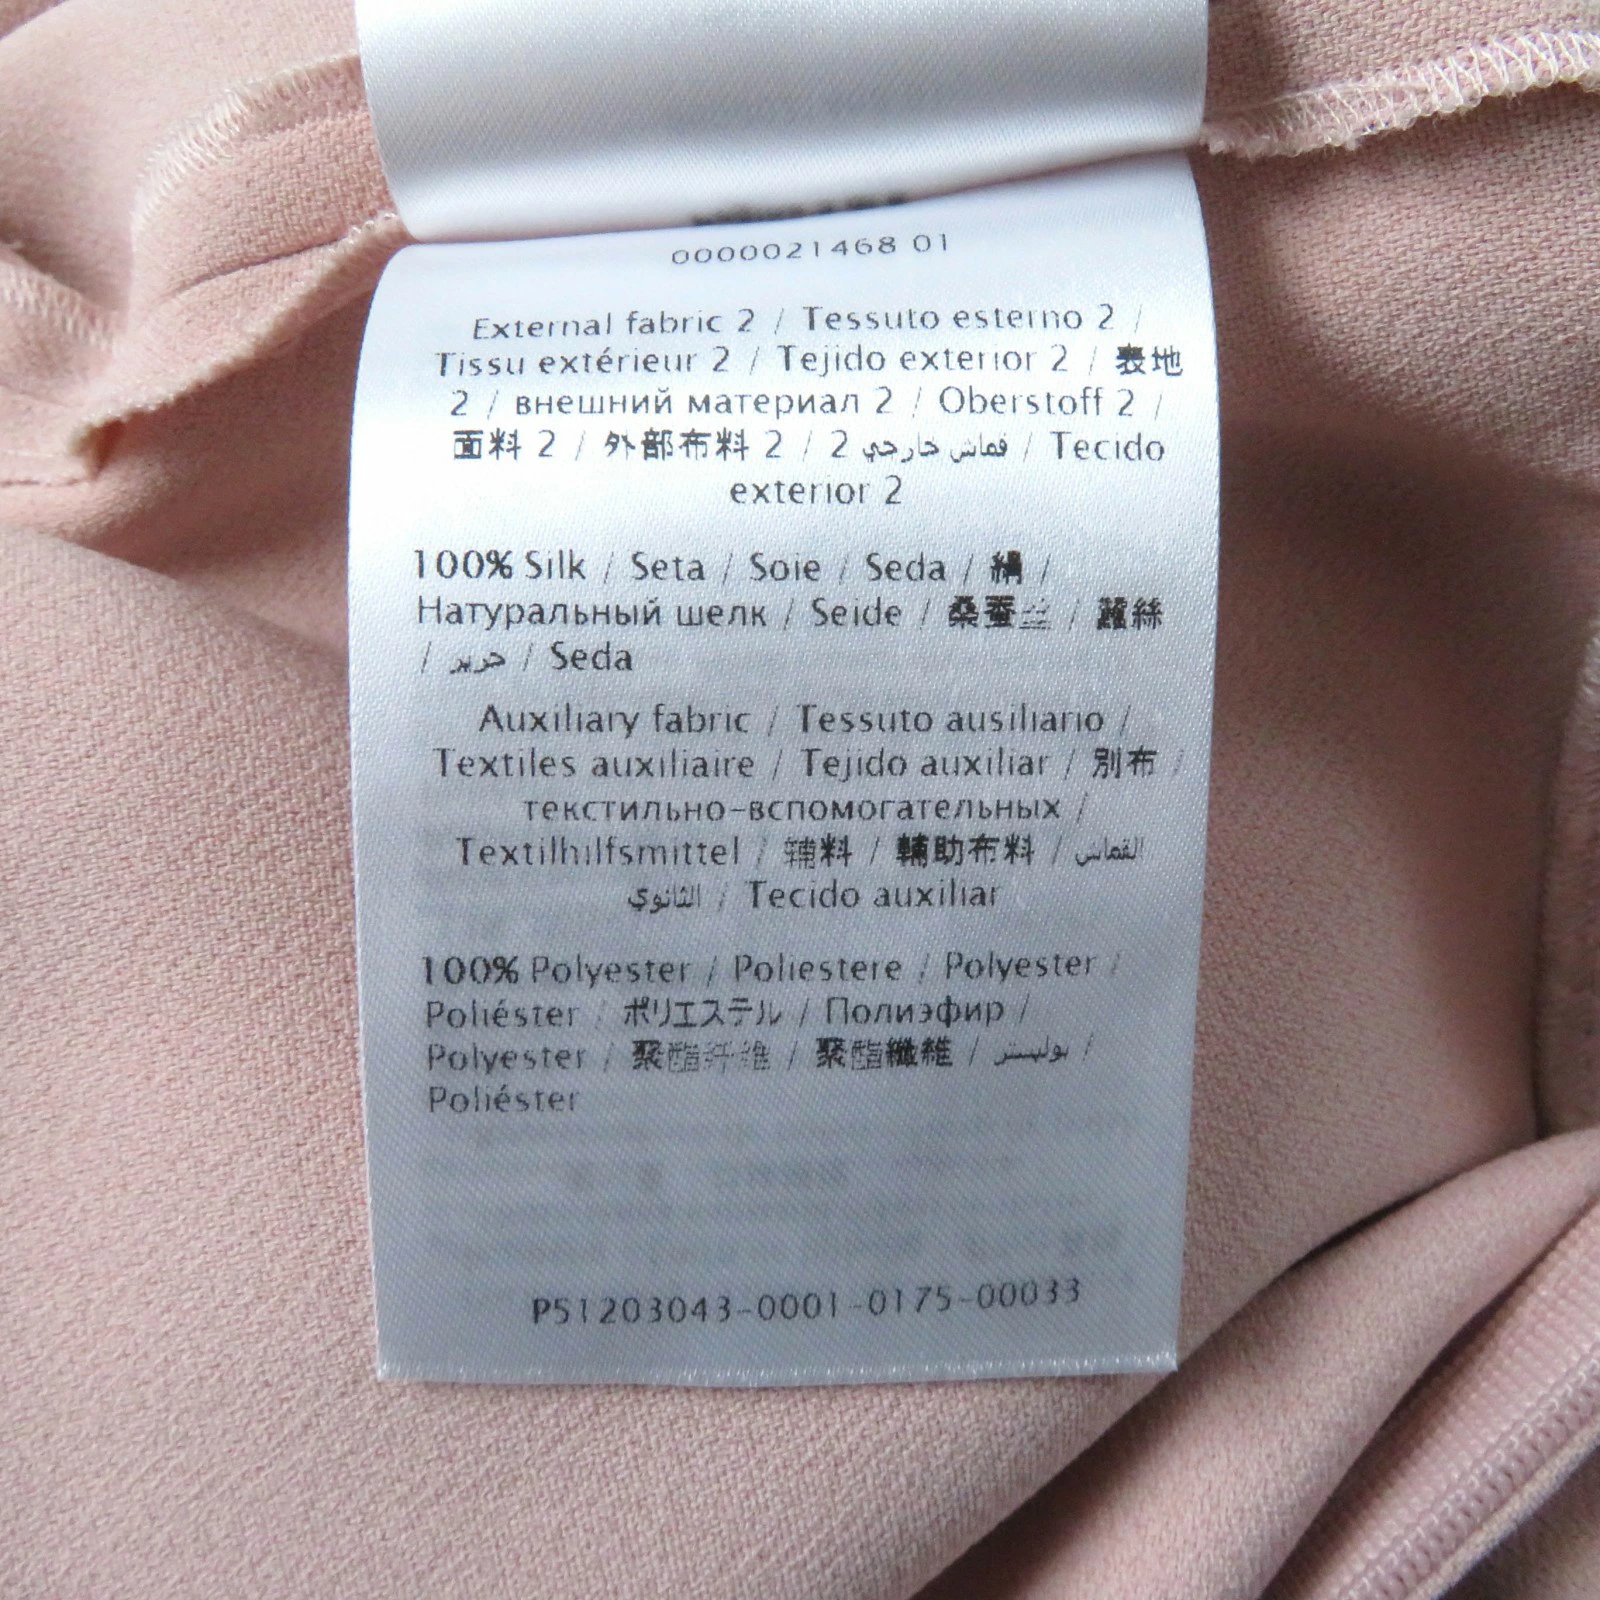 0000021468 01
External fabric 2 / Tessuto esterno 2 /
Tissu extérieur 2 / Tejido exterior 2 / 表地
2 / внешний материал 2 / Oberstoff 2 /
面料 2 / 外部布料 2 / قماش خارجي 2 / Tecido
exterior 2
100% Silk / Seta / Soie / Seda / 絹 /
Натуральный шелк / Seide / 桑蚕丝 / 蠶絲
/ حرير / Seda
Auxiliary fabric / Tessuto ausiliario /
Textiles auxiliaire / Tejido auxiliar / 別布 /
текстильно-вспомогательных /
Textilhilfsmittel / 辅料 / 輔助布料 / القماش
الثانوي / Tecido auxiliar
100% Polyester / Poliestere / Polyester /
Poliéster / ポリエステル / Полиэфир /
Polyester / 聚酯纤维 / 聚酯纖維 / بوليستر /
Poliéster
P51203043-0001-0175-00033